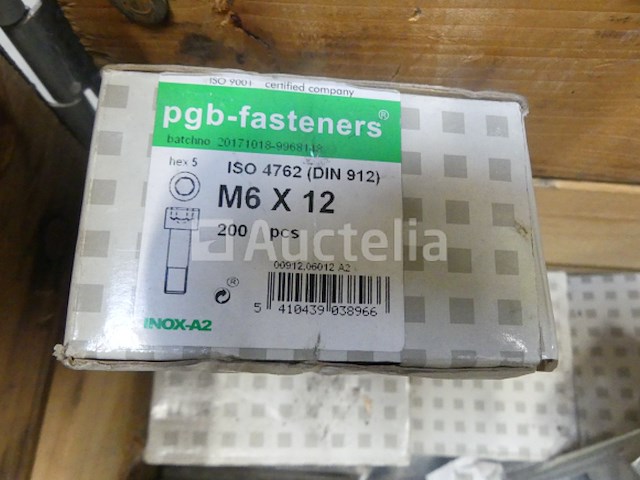 ISO 9001 certified company
pgb-fasteners®
batchno 20171018-9968148
hex 5
ISO 4762 (DIN 912)
M6 X 12
200 pcs
Auctelia
00912.06012 A2
®
5 410439 038966
INOX-A2